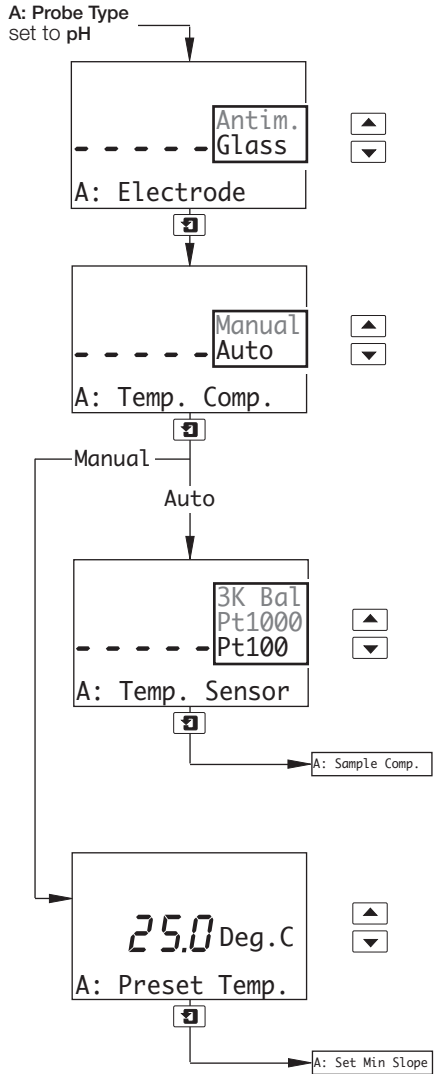 A: Probe Type
set to pH
Antim.
- - - - - Glass
A: Electrode
Manual
- - - - - Auto
A: Temp. Comp.
Manual
Auto
3K Bal
Pt1000
- - - - - Pt100
A: Temp. Sensor
A: Sample Comp.
25.0 Deg.C
A: Preset Temp.
A: Set Min Slope